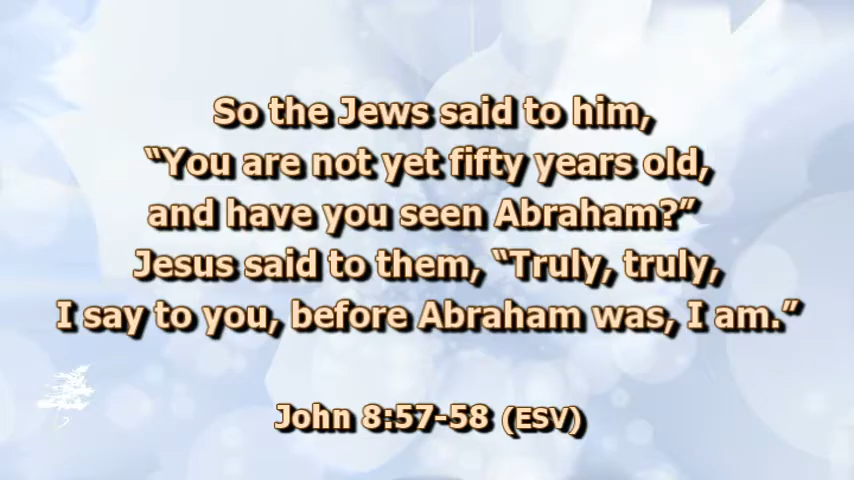 So the Jews said to him,
“You are not yet fifty years old,
and have you seen Abraham?”
Jesus said to them, “Truly, truly,
I say to you, before Abraham was, I am.”
John 8:57-58 (ESV)